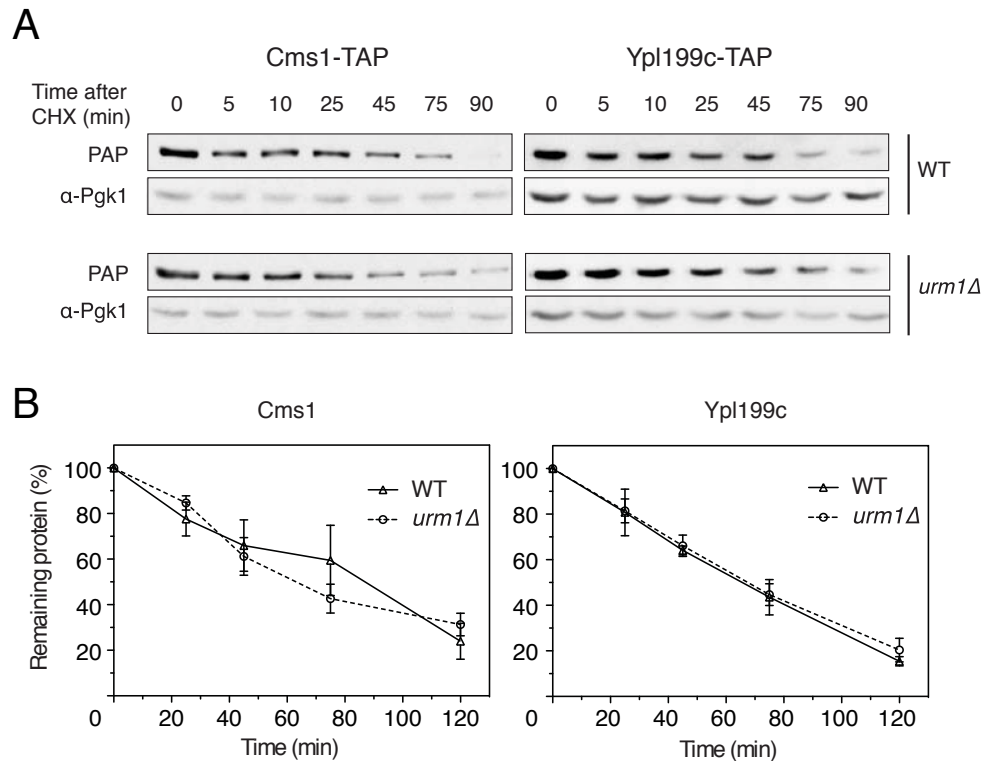 A
Cms1-TAP Ypl199c-TAP
Time after
CHX (min)
0 5 10 25 45 75 90 0 5 10 25 45 75 90
PAP
α-Pgk1
WT
PAP
α-Pgk1
urm1Δ
B
Cms1
Remaining protein (%)
100
80
60
40
20
0 20 40 60 80 100 120
Time (min)
WT
urm1Δ
Ypl199c
100
80
60
40
20
0 20 40 60 80 100 120
Time (min)
WT
urm1Δ